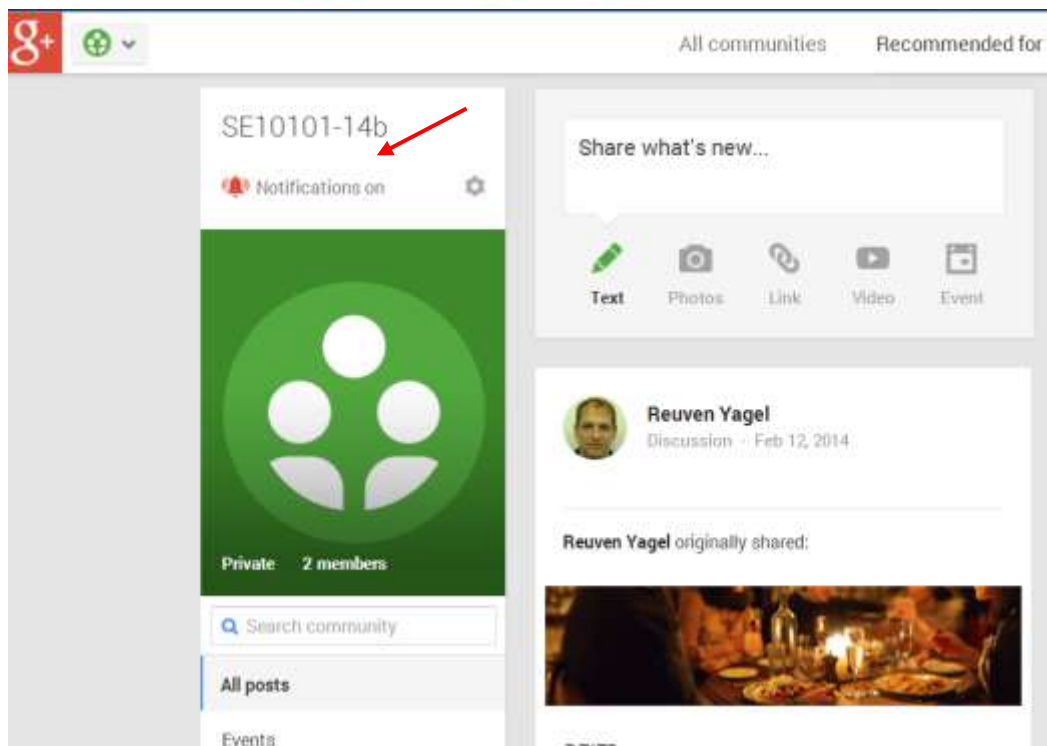 g+
All communities Recommended for
SE10101-14b
Notifications on
Private 2 members
Search community
All posts
Events
Share what's new...
Text Photos Link Video Event
Reuven Yagel
Discussion - Feb 12, 2014
Reuven Yagel originally shared: